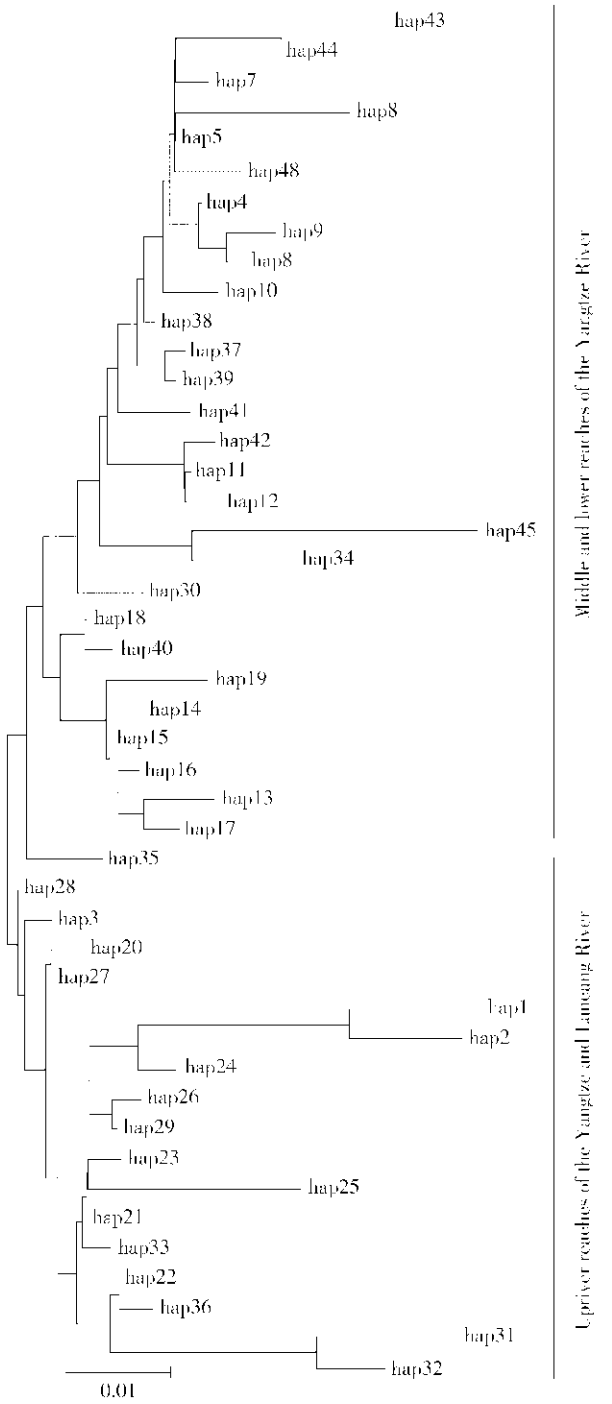 hap43
hap44
hap7
hap8
hap5
hap48
hap4
hap9
hap8
hap10
hap38
hap37
hap39
hap41
hap42
hap11
hap12
hap45
hap34
hap30
hap18
hap40
hap19
hap14
hap15
hap16
hap13
hap17
hap35
Middle and lower reaches of the Yangtze River
hap28
hap3
hap20
hap27
hap1
hap2
hap24
hap26
hap29
hap23
hap25
hap21
hap33
hap22
hap36
hap31
hap32
Upriver reaches of the Yangtze and Lancang River
0.01